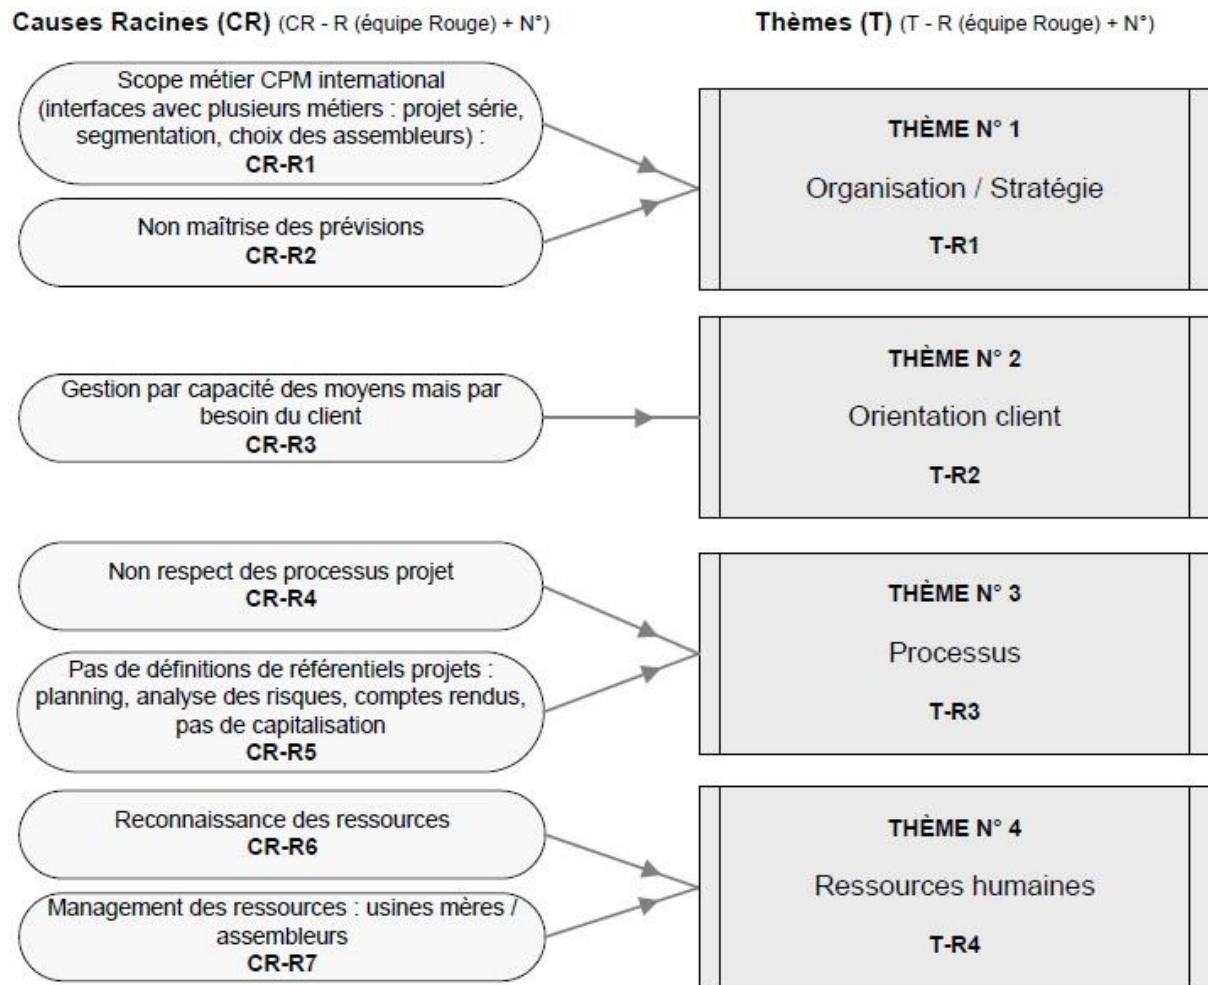 Causes Racines (CR) (CR - R (équipe Rouge) + N°)
Thèmes (T) (T - R (équipe Rouge) + N°)
Scope métier CPM international
(interfaces avec plusieurs métiers : projet série,
segmentation, choix des assembleurs) :
CR-R1
Non maîtrise des prévisions
CR-R2
THÈME N° 1
Organisation / Stratégie
T-R1
Gestion par capacité des moyens mais par
besoin du client
CR-R3
THÈME N° 2
Orientation client
T-R2
Non respect des processus projet
CR-R4
Pas de définitions de référentiels projets :
planning, analyse des risques, comptes rendus,
pas de capitalisation
CR-R5
THÈME N° 3
Processus
T-R3
Reconnaissance des ressources
CR-R6
Management des ressources : usines mères /
assembleurs
CR-R7
THÈME N° 4
Ressources humaines
T-R4